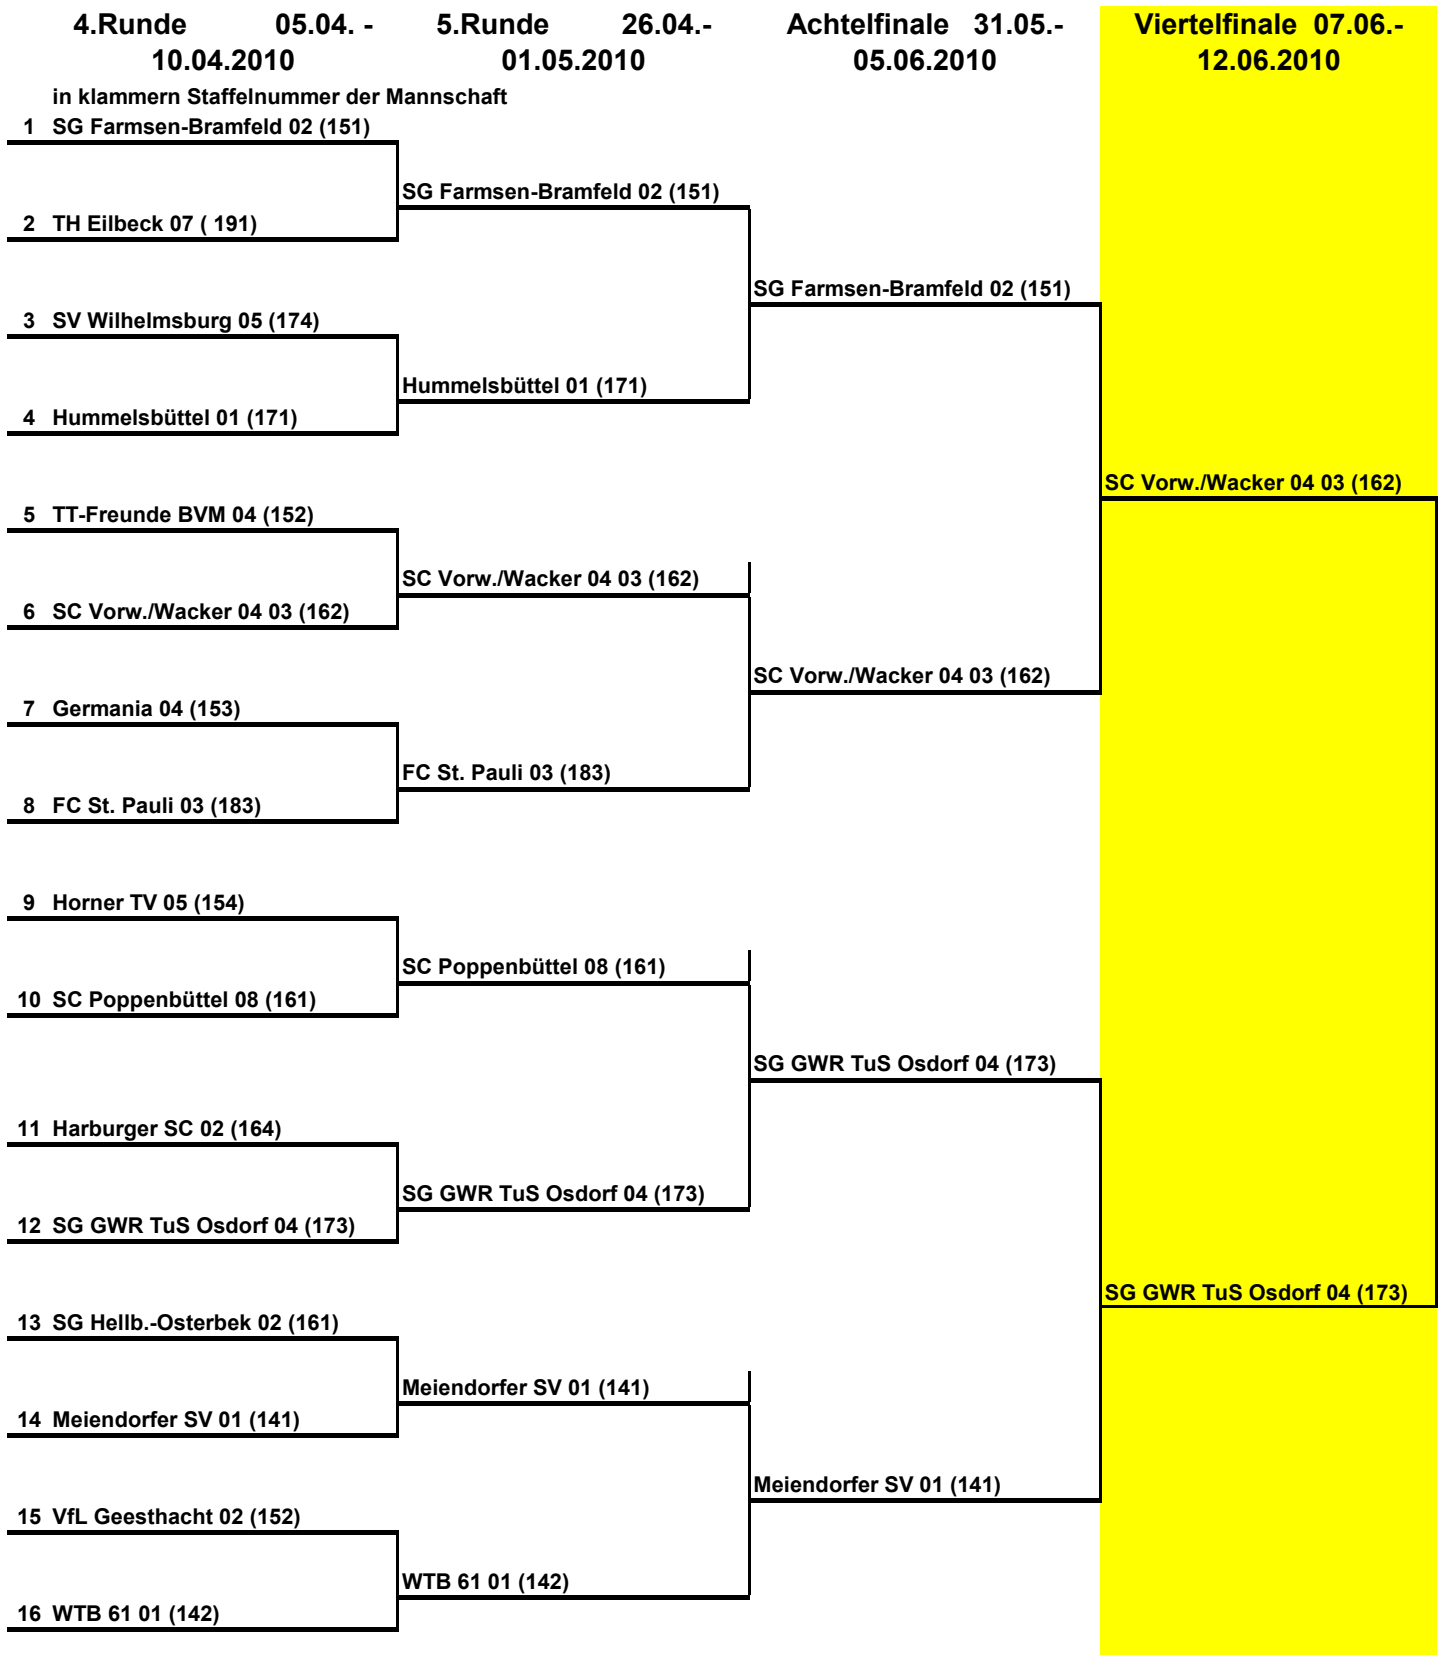 4.Runde 05.04. - 10.04.2010
5.Runde 26.04.- 01.05.2010
Achtelfinale 31.05.- 05.06.2010
Viertelfinale 07.06.- 12.06.2010
in klammern Staffelnummer der Mannschaft
1 SG Farmsen-Bramfeld 02 (151)
SG Farmsen-Bramfeld 02 (151)
2 TH Eilbeck 07 ( 191)
SG Farmsen-Bramfeld 02 (151)
3 SV Wilhelmsburg 05 (174)
Hummelsbüttel 01 (171)
4 Hummelsbüttel 01 (171)
SC Vorw./Wacker 04 03 (162)
5 TT-Freunde BVM 04 (152)
SC Vorw./Wacker 04 03 (162)
6 SC Vorw./Wacker 04 03 (162)
SC Vorw./Wacker 04 03 (162)
7 Germania 04 (153)
FC St. Pauli 03 (183)
8 FC St. Pauli 03 (183)
9 Horner TV 05 (154)
SC Poppenbüttel 08 (161)
10 SC Poppenbüttel 08 (161)
SG GWR TuS Osdorf 04 (173)
11 Harburger SC 02 (164)
SG GWR TuS Osdorf 04 (173)
12 SG GWR TuS Osdorf 04 (173)
SG GWR TuS Osdorf 04 (173)
13 SG Hellb.-Osterbek 02 (161)
Meiendorfer SV 01 (141)
14 Meiendorfer SV 01 (141)
Meiendorfer SV 01 (141)
15 VfL Geesthacht 02 (152)
WTB 61 01 (142)
16 WTB 61 01 (142)